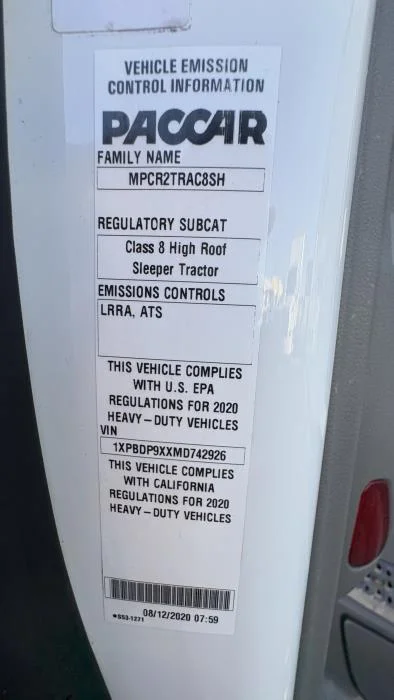 VEHICLE EMISSION
CONTROL INFORMATION
PACCAR
FAMILY NAME
MPCR2TRAC8SH
REGULATORY SUBCAT
Class 8 High Roof
Sleeper Tractor
EMISSIONS CONTROLS
LRRA, ATS
THIS VEHICLE COMPLIES
WITH U.S. EPA
REGULATIONS FOR 2020
HEAVY-DUTY VEHICLES
VIN
1XPBDP9XXMD742926
THIS VEHICLE COMPLIES
WITH CALIFORNIA
REGULATIONS FOR 2020
HEAVY-DUTY VEHICLES
*S53-1271
08/12/2020 07:59